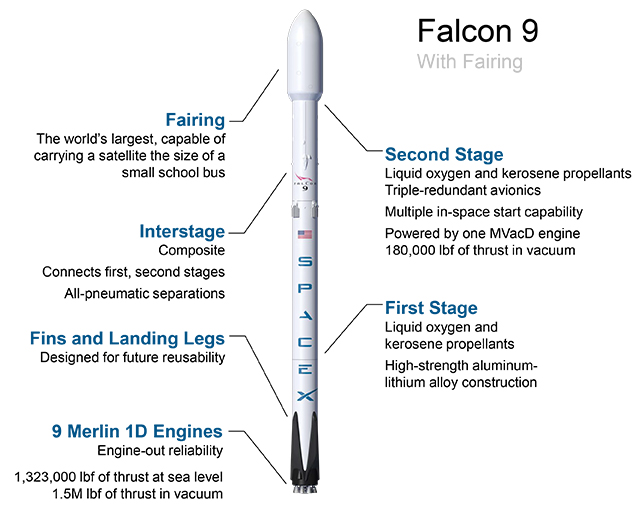 Falcon 9
With Fairing
Fairing
The world's largest, capable of
carrying a satellite the size of a
small school bus
Second Stage
Liquid oxygen and kerosene propellants
Triple-redundant avionics
Multiple in-space start capability
Powered by one MVacD engine
180,000 lbf of thrust in vacuum
FALCON
9
Interstage
Composite
Connects first, second stages
All-pneumatic separations
SPACEX
First Stage
Liquid oxygen and
kerosene propellants
High-strength aluminum-
lithium alloy construction
Fins and Landing Legs
Designed for future reusability
9 Merlin 1D Engines
Engine-out reliability
1,323,000 lbf of thrust at sea level
1.5M lbf of thrust in vacuum